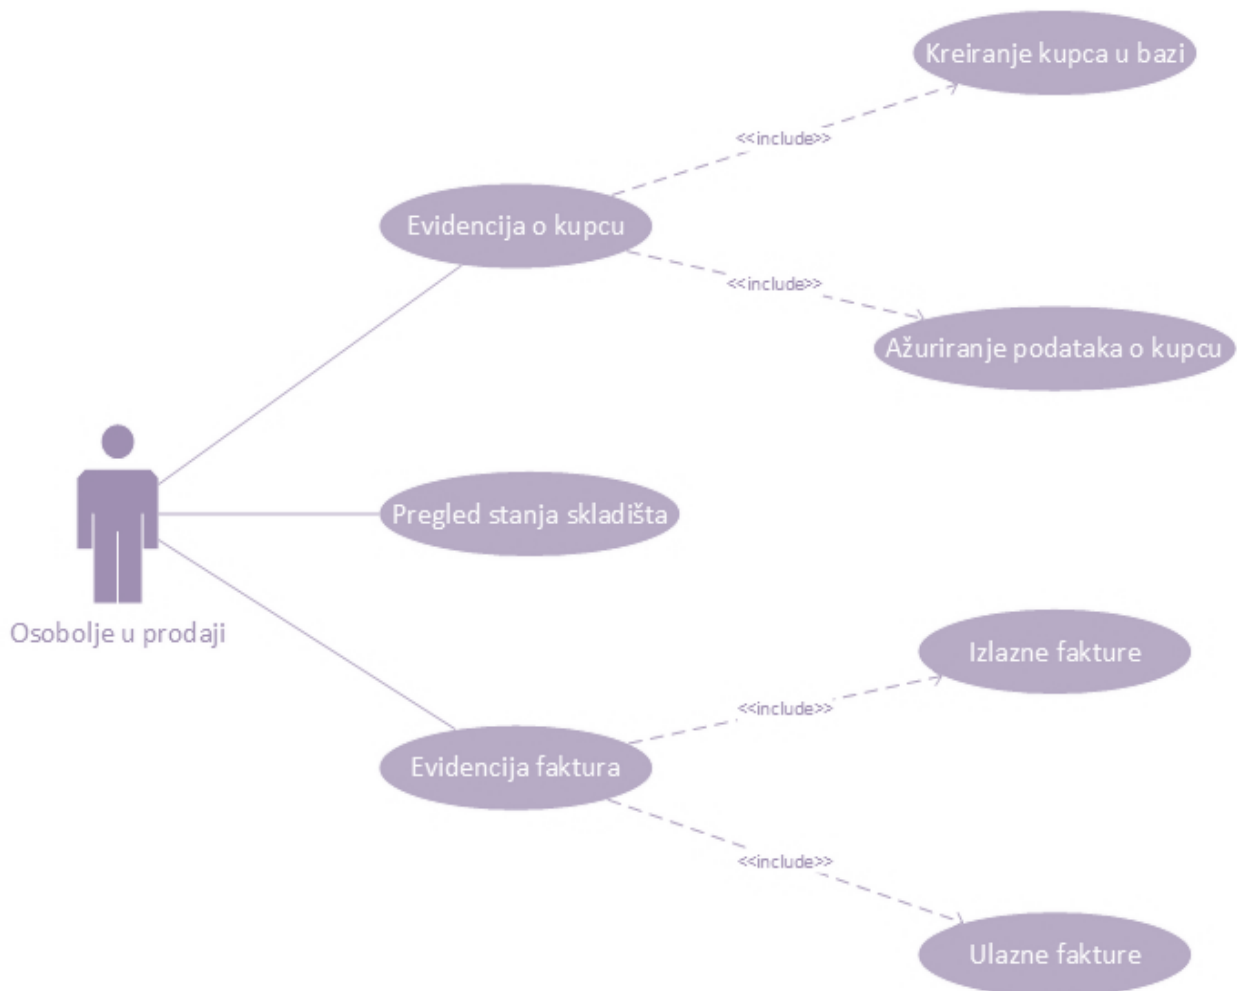 Kreiranje kupca u bazi
<<include>>
Evidencija o kupcu
<<include>>
Ažuriranje podataka o kupcu
Pregled stanja skladišta
Osobolje u prodaji
Izlazne fakture
<<include>>
Evidencija faktura
<<include>>
Ulazne fakture